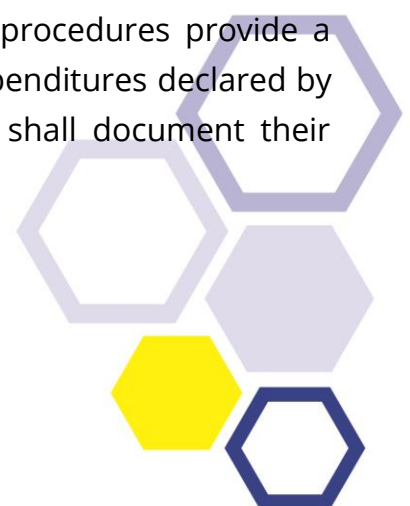 procedures provide a
penditures declared by
shall document their